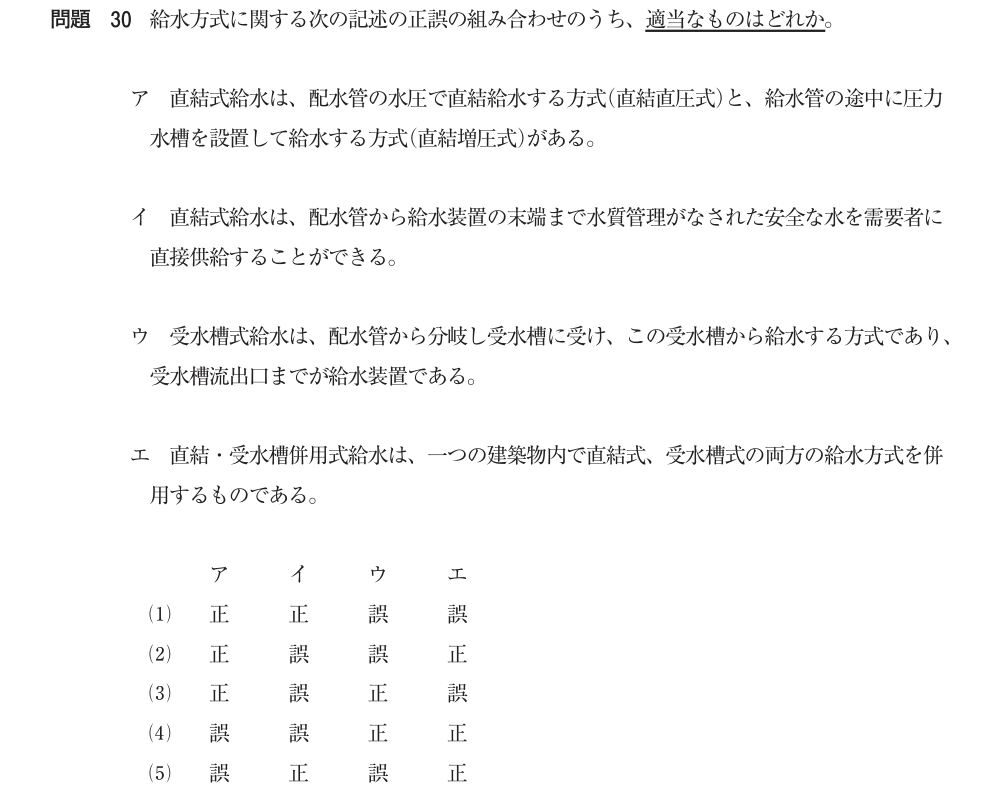 問題 30 給水方式に関する次の記述の正誤の組み合わせのうち、適当なものはどれか。
ア 直結式給水は、配水管の水圧で直結給水する方式(直結直圧式)と、給水管の途中に圧力
水槽を設置して給水する方式(直結増圧式)がある。
イ 直結式給水は、配水管から給水装置の末端まで水質管理がなされた安全な水を需要者に
直接供給することができる。
ウ 受水槽式給水は、配水管から分岐し受水槽に受け、この受水槽から給水する方式であり、
受水槽流出口までが給水装置である。
エ 直結・受水槽併用式給水は、一つの建築物内で直結式、受水槽式の両方の給水方式を併
用するものである。
ア イ ウ エ
(1) 正 正 誤 誤
(2) 正 誤 誤 正
(3) 正 誤 正 誤
(4) 誤 誤 正 正
(5) 誤 正 誤 正